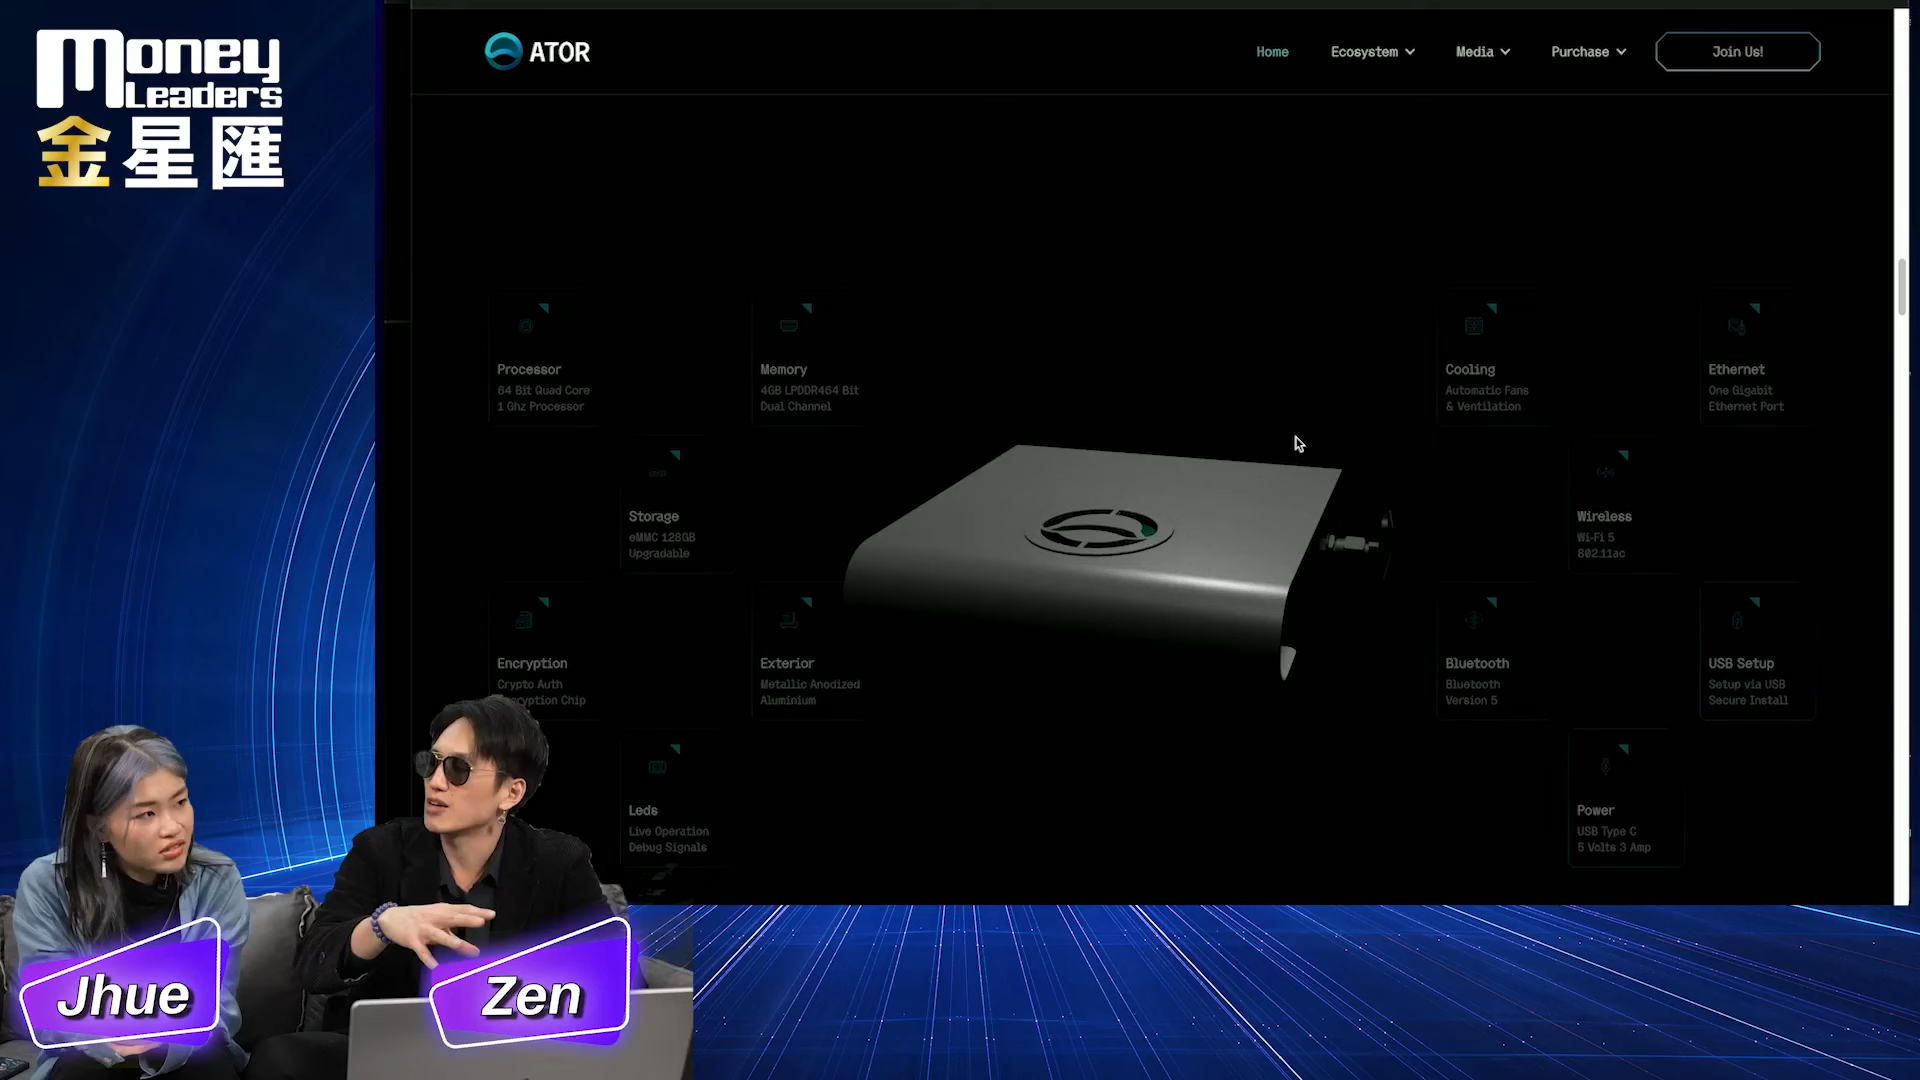 Money
Leaders
金星匯
ATOR
Home
Ecosystem
Media
Purchase
Join Us!
Processor
64 Bit Quad Core
1 Ghz Processor
Memory
4GB LPDDR464 Bit
Dual Channel
Storage
eMMC 128GB
Upgradable
Encryption
Crypto Auth
Chip
Exterior
Metallic Anodized
Aluminium
Leds
Live Operation
Debug Signals
Cooling
Automatic Fans
& Ventilation
Ethernet
One Gigabit
Ethernet Port
Wireless
Wi-Fi 5
802.11ac
Bluetooth
Bluetooth
Version 5
USB Setup
Setup via USB
Secure Install
Power
USB Type C
5 Volts 3 Amp
Jhue
Zen